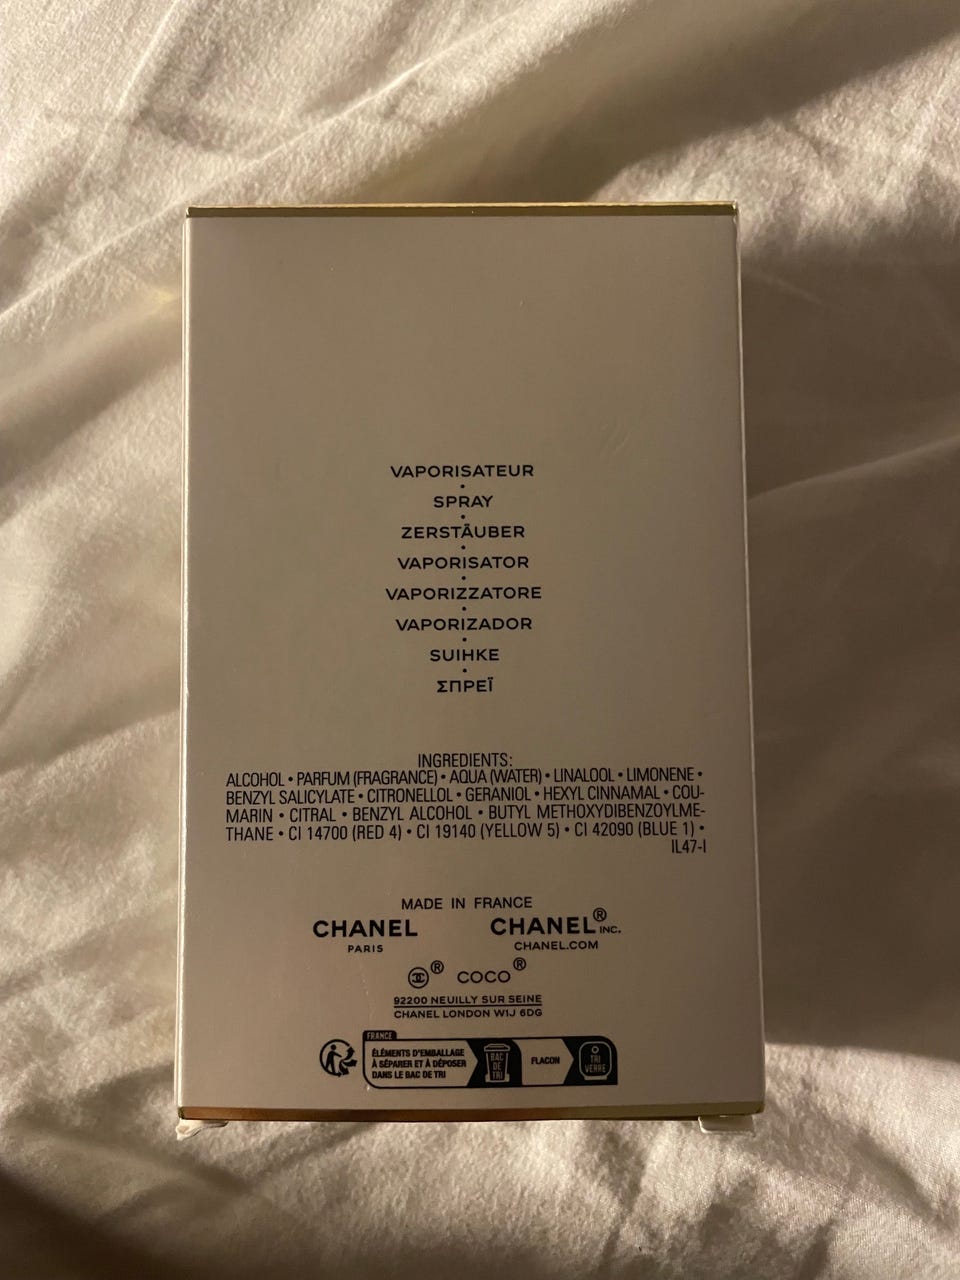 VAPORISATEUR
•
SPRAY
•
ZERSTÄUBER
•
VAPORISATOR
•
VAPORIZZATORE
•
VAPORIZADOR
•
SUIHKE
•
ΣΠΡΕΪ
INGREDIENTS:
ALCOHOL • PARFUM (FRAGRANCE) • AQUA (WATER) • LINALOOL • LIMONENE •
BENZYL SALICYLATE • CITRONELLOL • GERANIOL • HEXYL CINNAMAL • COU-
MARIN • CITRAL • BENZYL ALCOHOL • BUTYL METHOXYDIBENZOYLME-
THANE • CI 14700 (RED 4) • CI 19140 (YELLOW 5) • CI 42090 (BLUE 1) •
IL47-I
MADE IN FRANCE
CHANEL CHANEL® INC.
PARIS CHANEL.COM
® COCO®
92200 NEUILLY SUR SEINE
CHANEL LONDON W1J 6DG
FRANCE
ÉLÉMENTS D'EMBALLAGE
À SÉPARER ET À DÉPOSER
DANS LE BAC DE TRI
BAC
DE
TRI
FLACON
TRI
VERRE